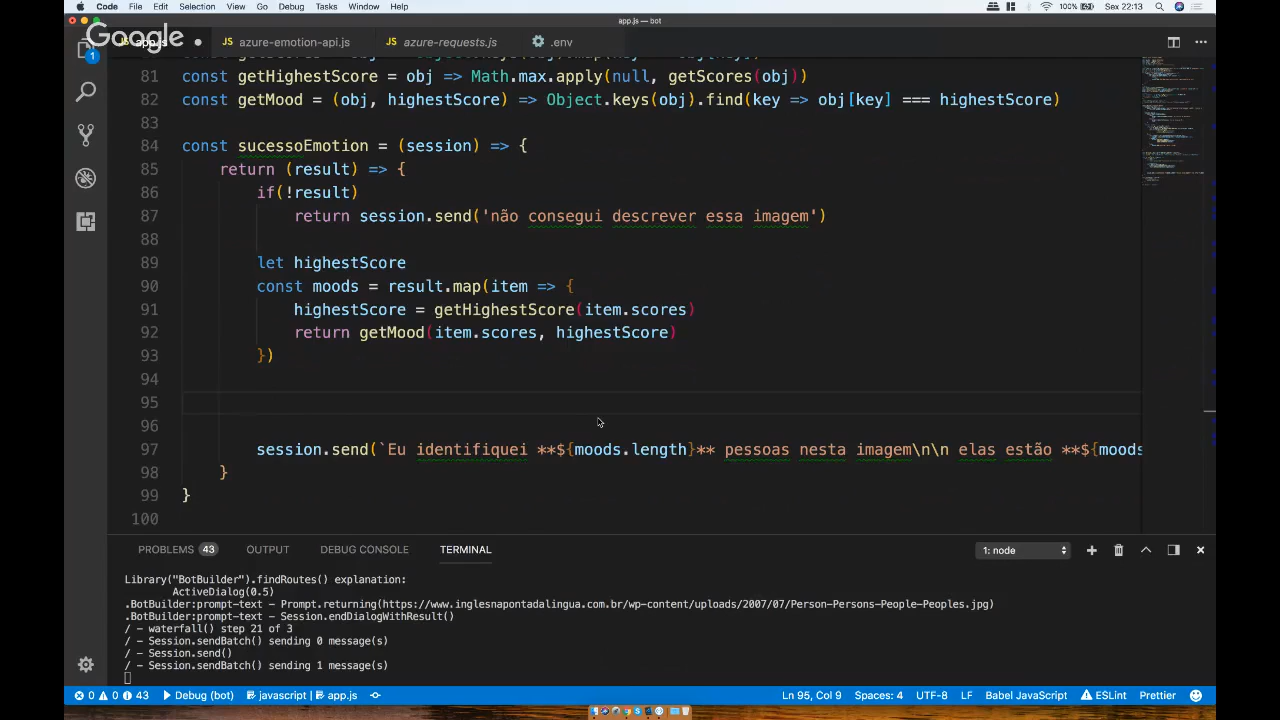 Code File Edit Selection View Go Debug Tasks Window Help 100% Sex 22:13
app.js — bot
Google
app.js azure-emotion-api.js azure-requests.js .env
1
81 const getHighestScore = obj => Math.max.apply(null, getScores(obj))
82 const getMood = (obj, highestScore) => Object.keys(obj).find(key => obj[key] === highestScore)
83
84 const sucessoEmotion = (session) => {
85 return (result) => {
86 if(!result)
87 return session.send('não consegui descrever essa imagem')
88
89 let highestScore
90 const moods = result.map(item => {
91 highestScore = getHighestScore(item.scores)
92 return getMood(item.scores, highestScore)
93 })
94
95
96
97 session.send(`Eu identifiquei **${moods.length}** pessoas nesta imagem\n\n elas estão **${moods
98 }
99 }
100
PROBLEMS 43 OUTPUT DEBUG CONSOLE TERMINAL 1: node
Library("BotBuilder").findRoutes() explanation:
ActiveDialog(0.5)
.BotBuilder:prompt-text - Prompt.returning(https://www.inglesnapontadalingua.com.br/wp-content/uploads/2007/07/Person-Persons-People-Peoples.jpg)
.BotBuilder:prompt-text - Session.endDialogWithResult()
/ - waterfall() step 21 of 3
/ - Session.sendBatch() sending 0 message(s)
/ - Session.send()
/ - Session.sendBatch() sending 1 message(s)
0 0 43 Debug (bot) javascript app.js Ln 95, Col 9 Spaces: 4 UTF-8 LF Babel JavaScript ESLint Prettier